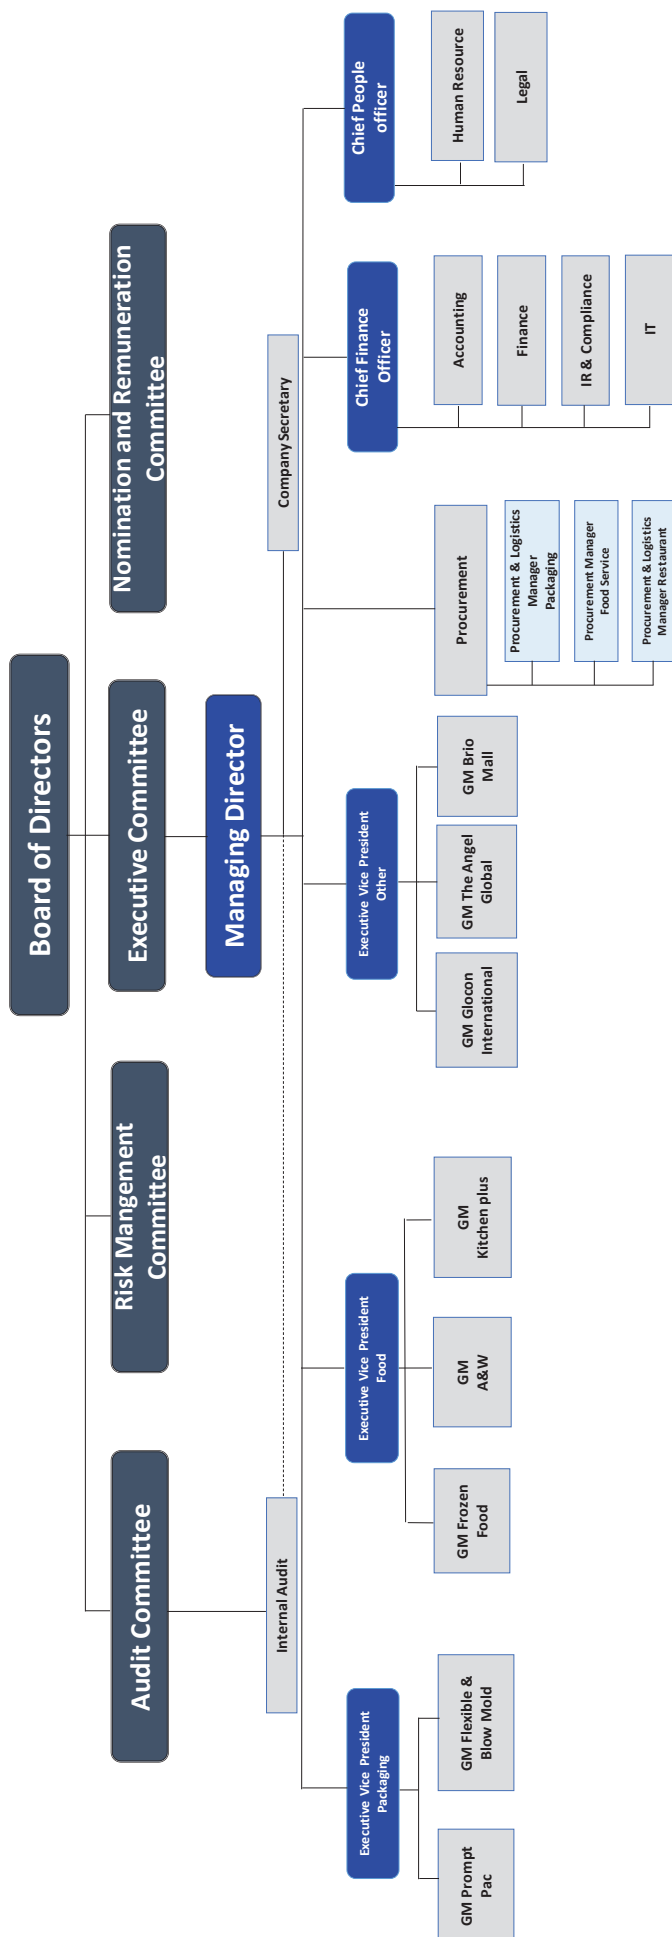 Board of Directors
Audit Committee
Risk Mangement
Committee
Executive Committee
Nomination and Remuneration
Committee
Managing Director
Internal Audit
Company Secretary
Executive Vice President
Packaging
Executive Vice President
Food
Executive Vice President
Other
Chief Finance
Officer
Chief People
officer
GM Prompt
Pac
GM Flexible &
Blow Mold
GM Frozen
Food
GM
A&W
GM
Kitchen plus
GM Glocon
International
GM The Angel
Global
GM Brio
Mall
Procurement
Procurement & Logistics
Manager
Packaging
Procurement Manager
Food Service
Procurement & Logistics
Manager Restaurant
Accounting
Finance
IR & Compliance
IT
Human Resource
Legal